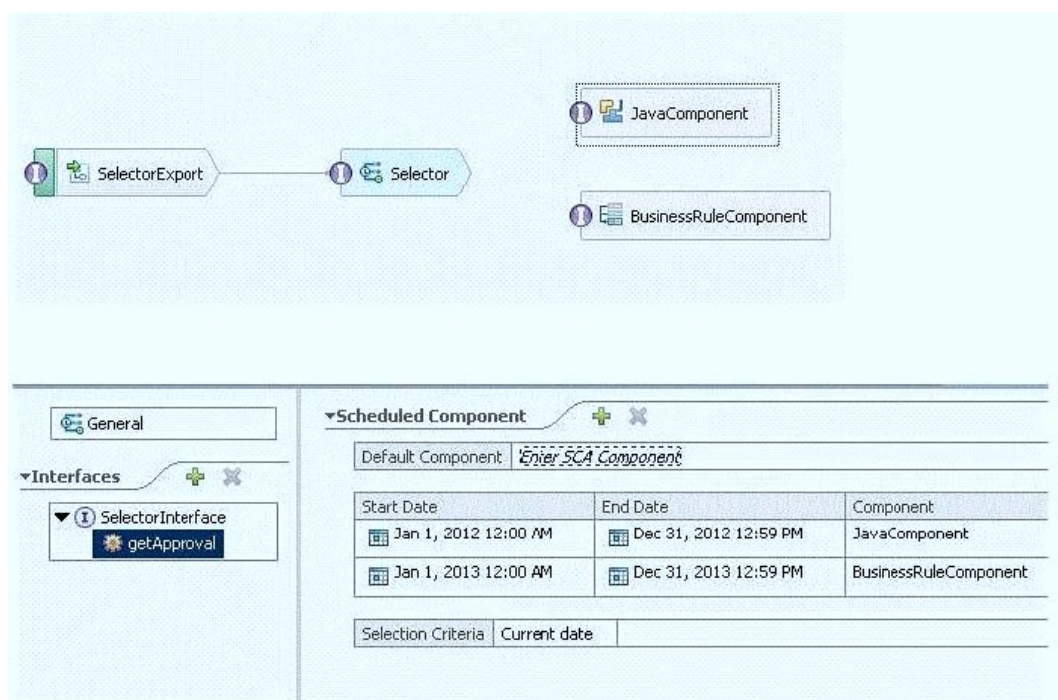 JavaComponent
SelectorExport
Selector
BusinessRuleComponent
General
Interfaces
SelectorInterface
getApproval
Scheduled Component
Default Component Enter SCA Component
Start Date End Date Component
Jan 1, 2012 12:00 AM Dec 31, 2012 12:59 PM JavaComponent
Jan 1, 2013 12:00 AM Dec 31, 2013 12:59 PM BusinessRuleComponent
Selection Criteria Current date